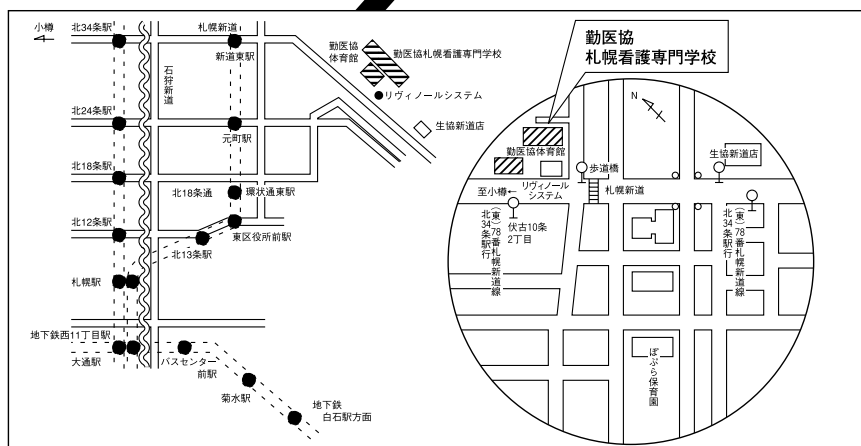 小樽
北34条駅
札幌新道
新道東駅
石狩新道
勤医協
体育館
勤医協札幌看護専門学校
リヴィノールシステム
生協新道店
北24条駅
元町駅
北18条駅
北18条通
環状通東駅
北12条駅
東区役所前駅
北13条駅
札幌駅
地下鉄西11丁目駅
大通駅
バスセンター
前駅
菊水駅
地下鉄
白石駅方面
勤医協
札幌看護専門学校
N
勤医協体育館
歩道橋
生協新道店
至小樽←
リヴィノール
システム
札幌新道
伏古10条
2丁目
(東)78番札幌新道線
北34条駅行
(東)78番札幌新道線
北34条駅行
ぽぷら保育園